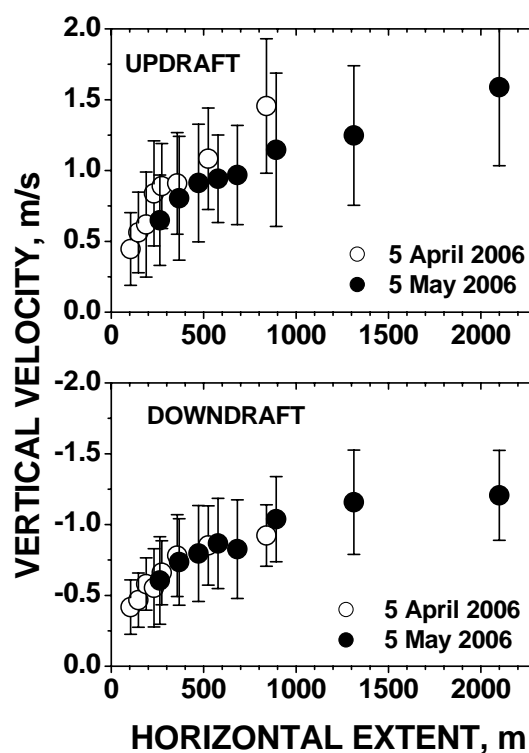 VERTICAL VELOCITY, m/s
2.0
UPDRAFT
1.5
1.0
0.5
5 April 2006
5 May 2006
0.0
0 500 1000 1500 2000
-2.0
DOWNDRAFT
-1.5
-1.0
-0.5
5 April 2006
5 May 2006
0.0
0 500 1000 1500 2000
HORIZONTAL EXTENT, m